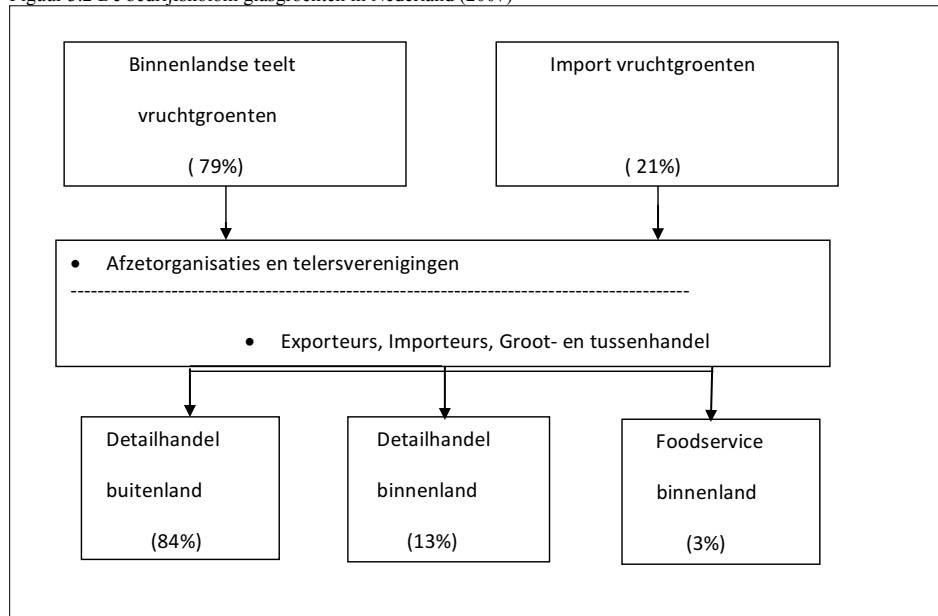 Binnenlandse teelt
vruchtgroenten
( 79%)
Import vruchtgroenten
( 21%)
• Afzetorganisaties en telersverenigingen
--------------------------------------------------------------------------------------------
• Exporteurs, Importeurs, Groot- en tussenhandel
Detailhandel
buitenland
(84%)
Detailhandel
binnenland
(13%)
Foodservice
binnenland
(3%)